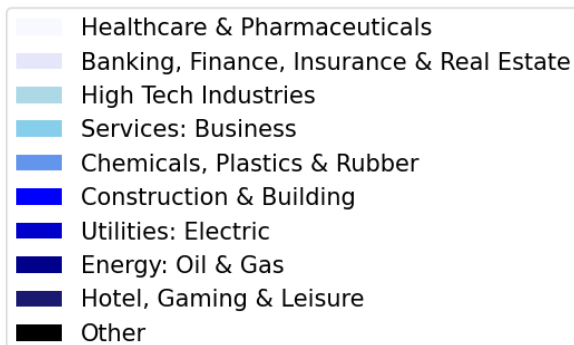 Healthcare & Pharmaceuticals
Banking, Finance, Insurance & Real Estate
High Tech Industries
Services: Business
Chemicals, Plastics & Rubber
Construction & Building
Utilities: Electric
Energy: Oil & Gas
Hotel, Gaming & Leisure
Other